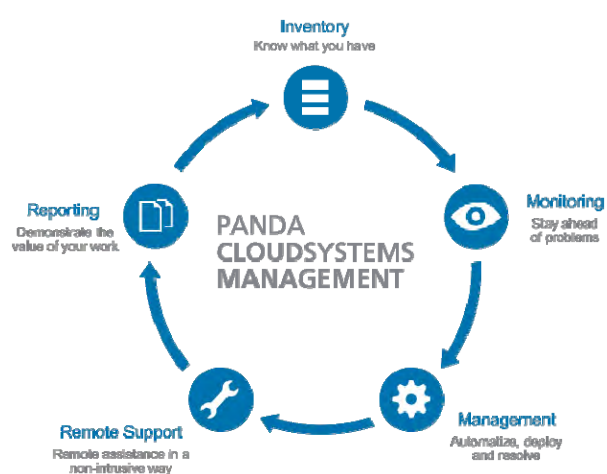 Inventory
Know what you have
Monitoring
Stay ahead
of problems
Management
Automatize, deploy
and resolve
Remote Support
Remote assistance in a
non-intrusive way
Reporting
Demonstrate the
value of your work
PANDA
CLOUDSYSTEMS
MANAGEMENT